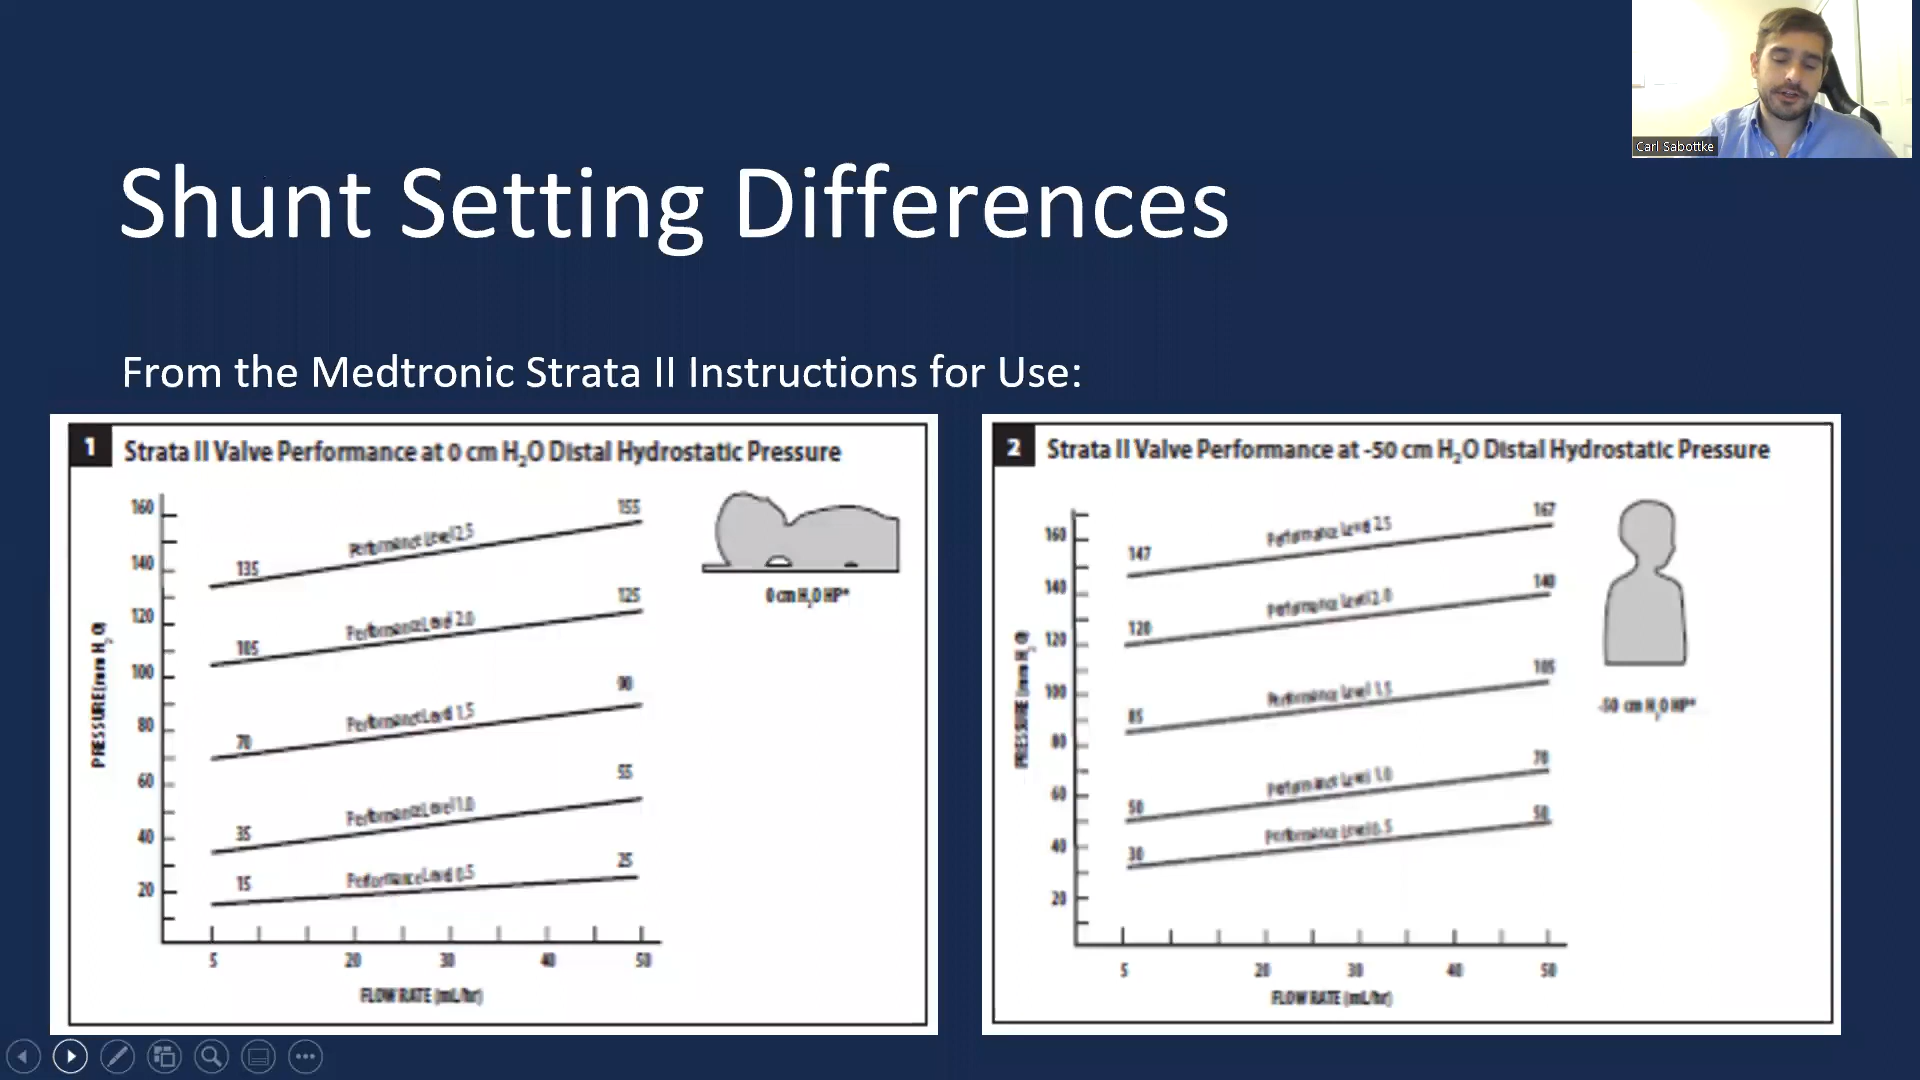 Carl Sabottke
Shunt Setting Differences
From the Medtronic Strata II Instructions for Use:
1 Strata II Valve Performance at 0 cm H₂O Distal Hydrostatic Pressure
PRESSURE (mm H₂O)
160
140
120
100
80
60
40
20
135 Performance Level 2.5 155
105 Performance Level 2.0 125
70 Performance Level 1.5 90
35 Performance Level 1.0 55
15 Performance Level 0.5 25
5 20 30 40 50
FLOW RATE (mL/hr)
0 cm H₂O HP*
2 Strata II Valve Performance at -50 cm H₂O Distal Hydrostatic Pressure
PRESSURE (mm H₂O)
160
140
120
100
80
60
40
20
147 Performance Level 2.5 167
120 Performance Level 2.0 140
85 Performance Level 1.5 105
50 Performance Level 1.0 70
30 Performance Level 0.5 50
5 20 30 40 50
FLOW RATE (mL/hr)
-50 cm H₂O HP*